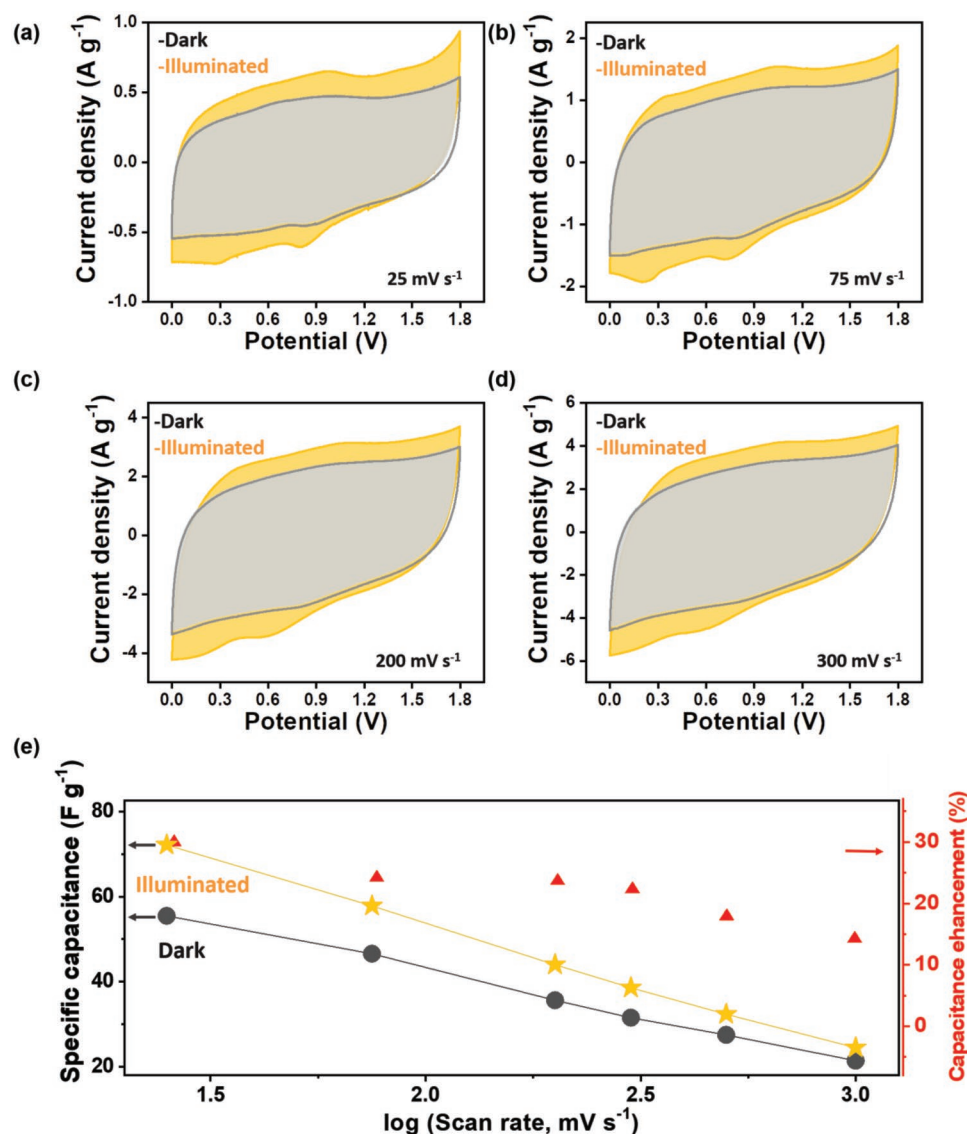 (a)
-Dark
-Illuminated
Current density (A g⁻¹)
1.0
0.5
0.0
-0.5
-1.0
25 mV s⁻¹
0.0 0.3 0.6 0.9 1.2 1.5 1.8
Potential (V)
(b)
-Dark
-Illuminated
Current density (A g⁻¹)
2
1
0
-1
-2
75 mV s⁻¹
0.0 0.3 0.6 0.9 1.2 1.5 1.8
Potential (V)
(c)
-Dark
-Illuminated
Current density (A g⁻¹)
4
2
0
-2
-4
200 mV s⁻¹
0.0 0.3 0.6 0.9 1.2 1.5 1.8
Potential (V)
(d)
-Dark
-Illuminated
Current density (A g⁻¹)
6
4
2
0
-2
-4
-6
300 mV s⁻¹
0.0 0.3 0.6 0.9 1.2 1.5 1.8
Potential (V)
(e)
Specific capacitance (F g⁻¹)
80
60
40
20
Illuminated
Dark
30
20
10
0
Capacitance ehancement (%)
1.5 2.0 2.5 3.0
log (Scan rate, mV s⁻¹)